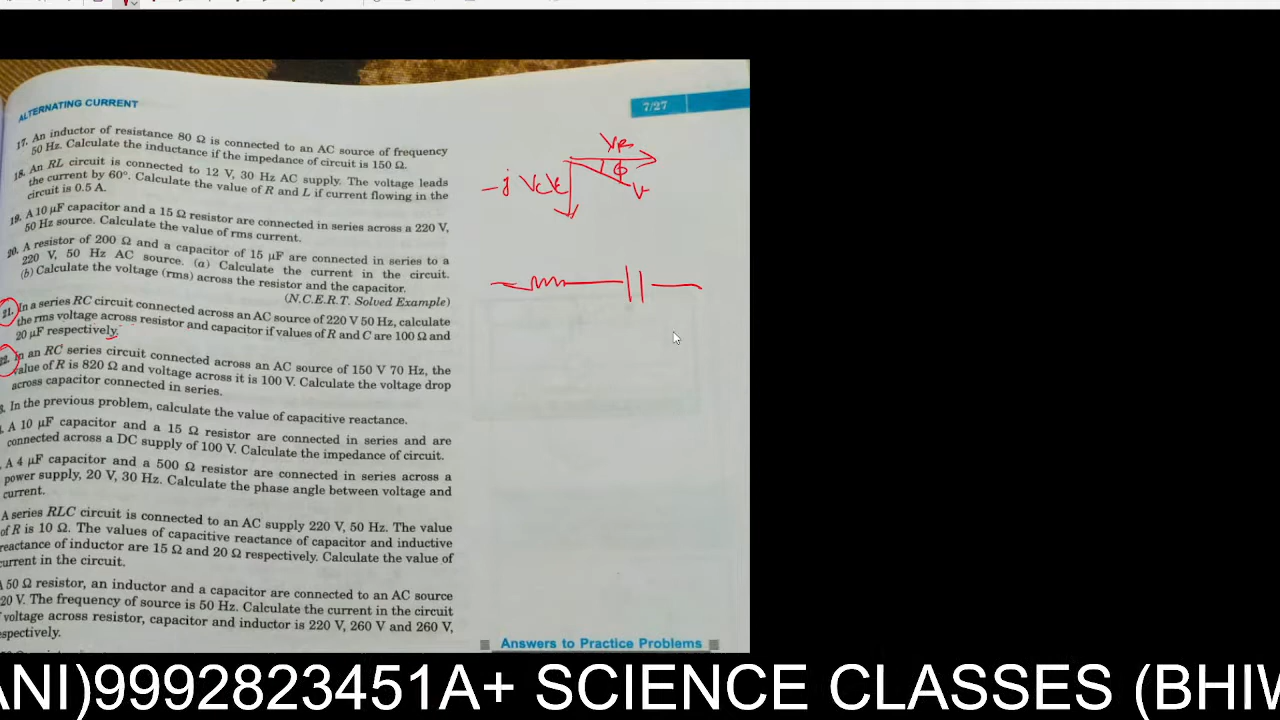 ALTERNATING CURRENT
7/27
17. An inductor of resistance 80 Ω is connected to an AC source of frequency
50 Hz. Calculate the inductance if the impedance of circuit is 150 Ω.
18. An RL circuit is connected to 12 V, 30 Hz AC supply. The voltage leads
the current by 60°. Calculate the value of R and L if current flowing in the
circuit is 0.5 A.
19. A 10 μF capacitor and a 15 Ω resistor are connected in series across a 220 V,
50 Hz source. Calculate the value of rms current.
20. A resistor of 200 Ω and a capacitor of 15 μF are connected in series to a
220 V, 50 Hz AC source. (a) Calculate the current in the circuit.
(b) Calculate the voltage (rms) across the resistor and the capacitor.
(N.C.E.R.T. Solved Example)
21. In a series RC circuit connected across an AC source of 220 V 50 Hz, calculate
the rms voltage across resistor and capacitor if values of R and C are 100 Ω and
20 μF respectively.
22. In an RC series circuit connected across an AC source of 150 V 70 Hz, the
value of R is 820 Ω and voltage across it is 100 V. Calculate the voltage drop
across capacitor connected in series.
3. In the previous problem, calculate the value of capacitive reactance.
A 10 μF capacitor and a 15 Ω resistor are connected in series and are
connected across a DC supply of 100 V. Calculate the impedance of circuit.
A 4 μF capacitor and a 500 Ω resistor are connected in series across a
power supply, 20 V, 30 Hz. Calculate the phase angle between voltage and
current.
A series RLC circuit is connected to an AC supply 220 V, 50 Hz. The value
of R is 10 Ω. The values of capacitive reactance of capacitor and inductive
reactance of inductor are 15 Ω and 20 Ω respectively. Calculate the value of
current in the circuit.
A 50 Ω resistor, an inductor and a capacitor are connected to an AC source
20 V. The frequency of source is 50 Hz. Calculate the current in the circuit
voltage across resistor, capacitor and inductor is 220 V, 260 V and 260 V,
spectively.
VR
ϕ
V
-j VC
Answers to Practice Problems
ANI)9992823451A+ SCIENCE CLASSES (BHIW